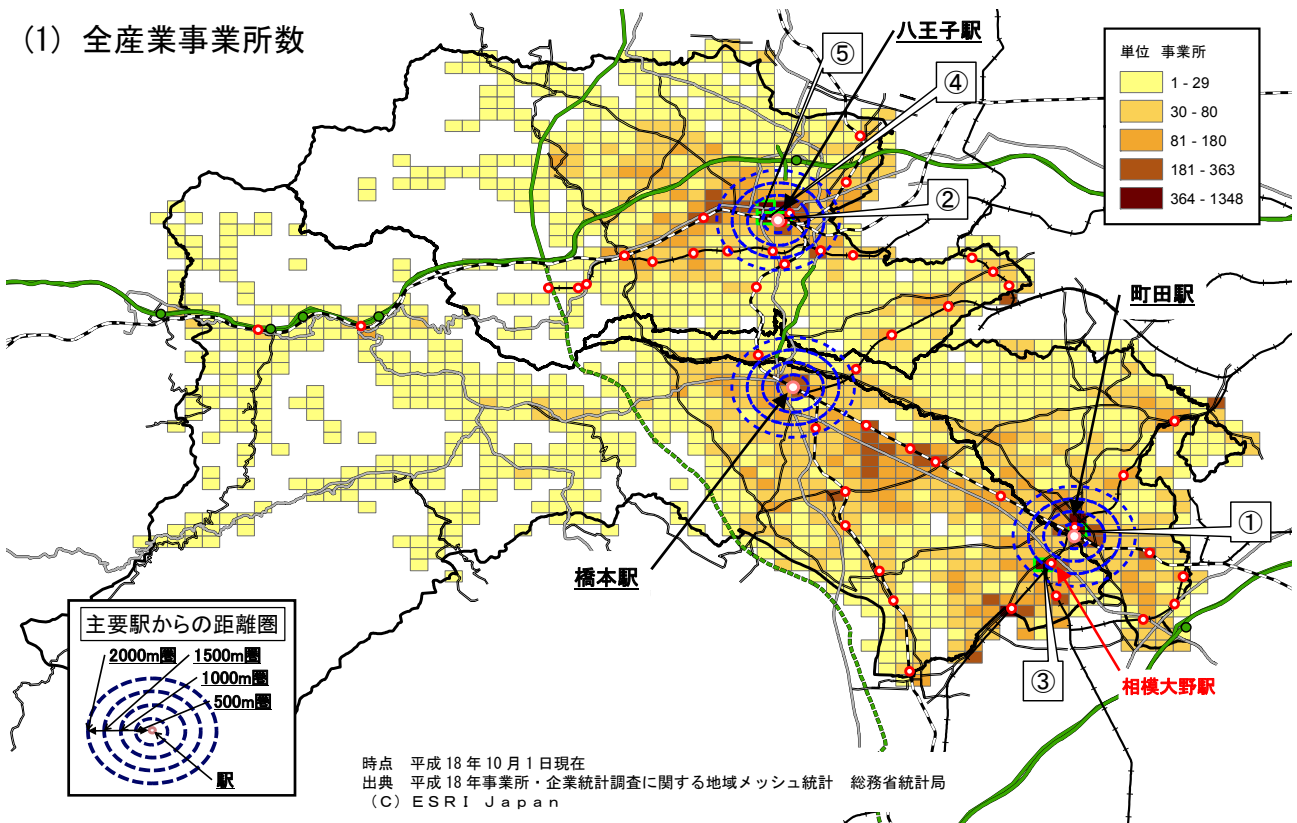 (1) 全産業事業所数
八王子駅
⑤
④
②
単位 事業所
1 - 29
30 - 80
81 - 180
181 - 363
364 - 1348
町田駅
①
橋本駅
③
相模大野駅
主要駅からの距離圏
2000m圏
1500m圏
1000m圏
500m圏
駅
時点 平成18年10月1日現在
出典 平成18年事業所・企業統計調査に関する地域メッシュ統計 総務省統計局
(C) ESRI Japan